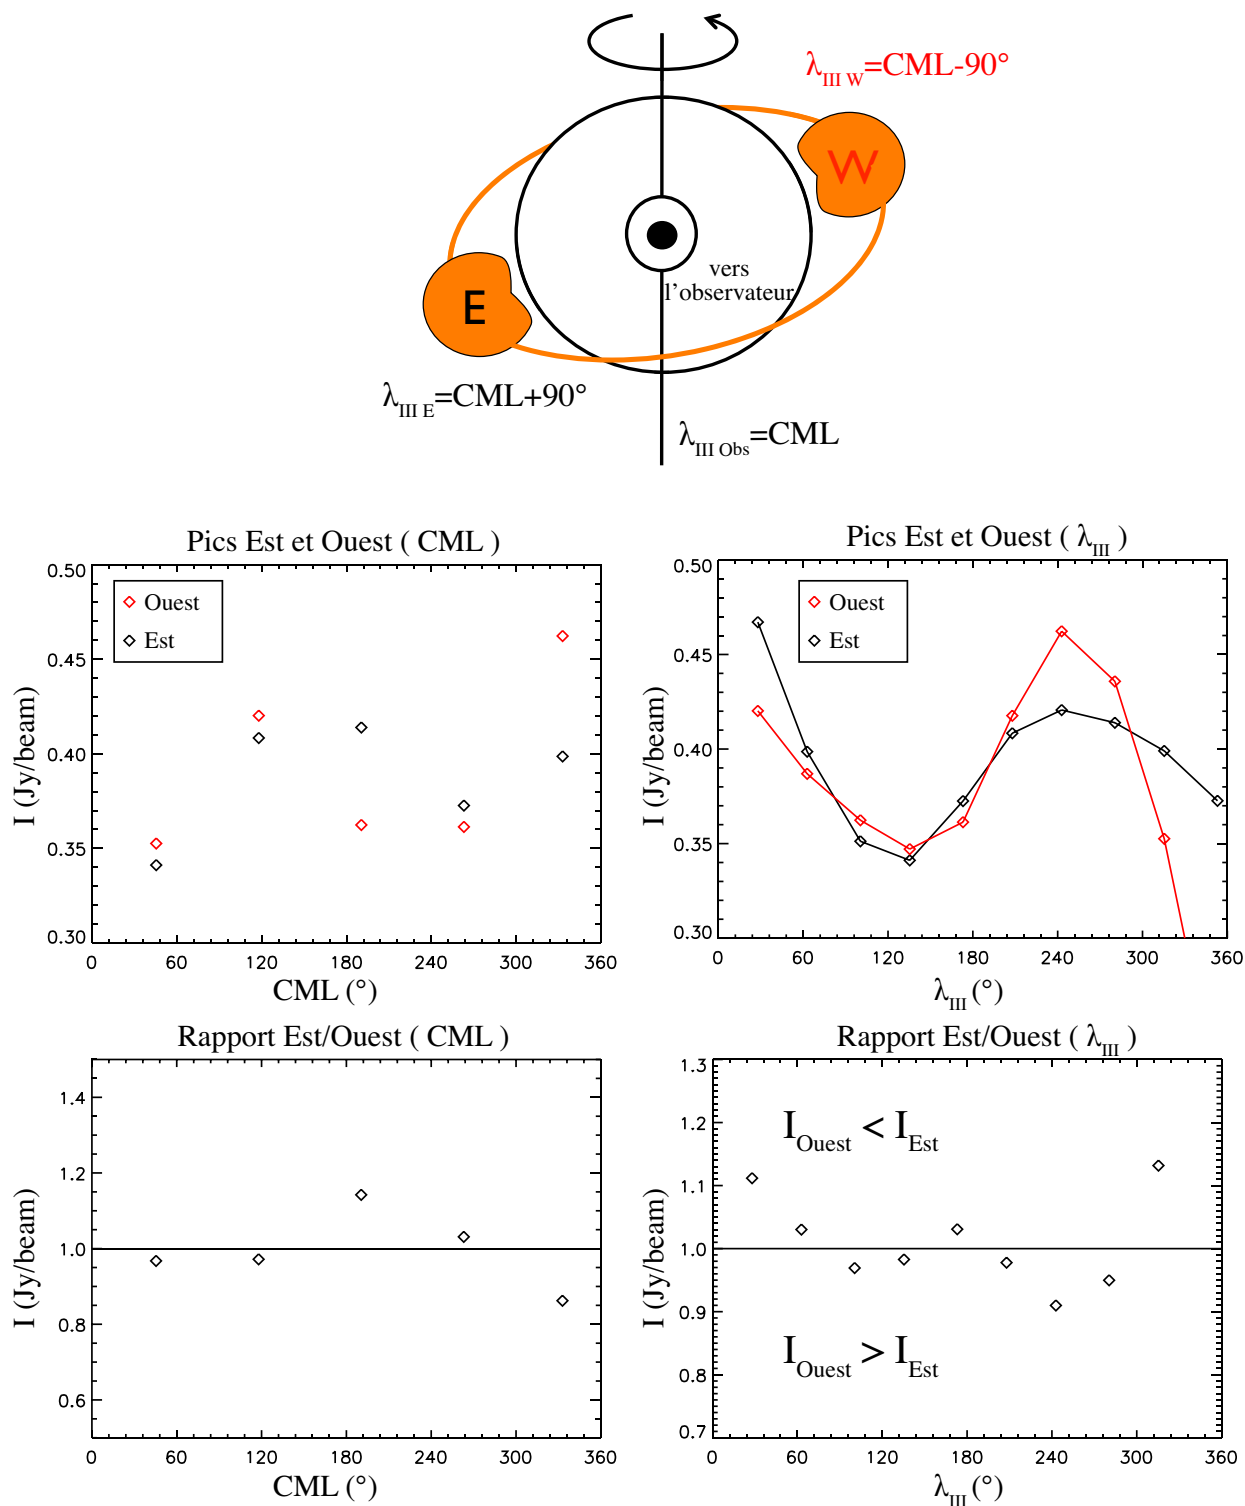 λIII W=CML-90°
W
vers
l'observateur
E
λIII E=CML+90°
λIII Obs=CML
Pics Est et Ouest ( CML )
0.50
0.45
0.40
0.35
0.30
I (Jy/beam)
Ouest
Est
0 60 120 180 240 300 360
CML (°)
Pics Est et Ouest ( λIII )
0.50
0.45
0.40
0.35
0.30
I (Jy/beam)
Ouest
Est
0 60 120 180 240 300 360
λIII (°)
Rapport Est/Ouest ( CML )
1.4
1.2
1.0
0.8
0.6
I (Jy/beam)
0 60 120 180 240 300 360
CML (°)
Rapport Est/Ouest ( λIII )
1.3
1.2
1.1
1.0
0.9
0.8
0.7
I (Jy/beam)
IOuest < IEst
IOuest > IEst
0 60 120 180 240 300 360
λIII (°)